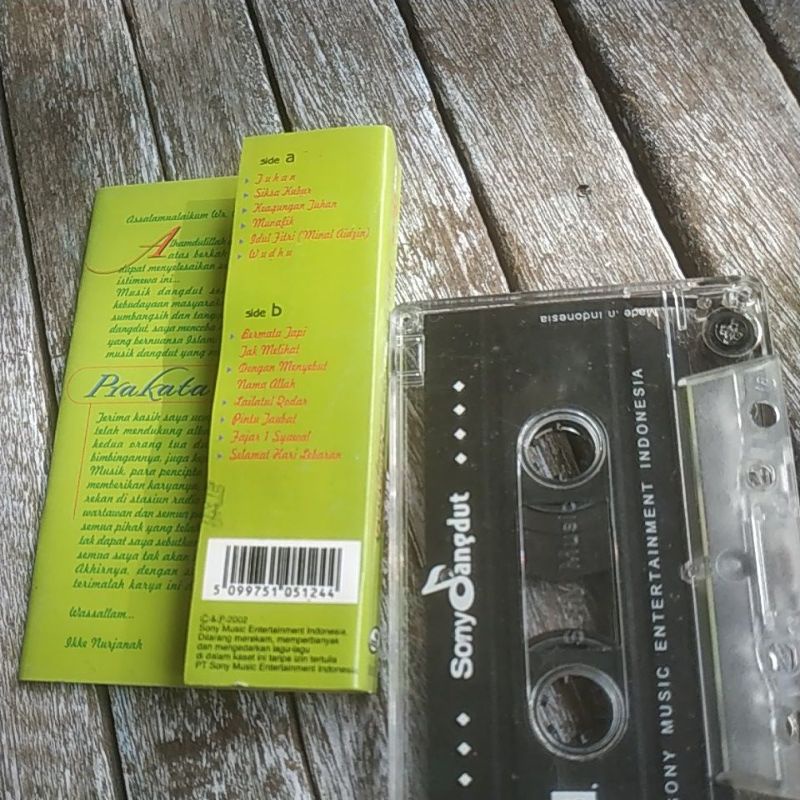 Assalamualaikum Wr.
Alhamdulillah
atas berkah
dapat menyelesaikan
istimewa ini...
Musik dangdut
kebudayaan masyarak
sumbangsih dan
dangdut, saya mencoba
yang bernuansa Islam
musik dangdut yang
Prakata
Terima kasih saya
telah mendukung
kedua orang tua
bimbingannya, juga
Musik, para pencipta
memberikan karyanya,
rekan di stasiun radio
wartawan dan semua
semua pihak yang telah
tak dapat saya sebutkan
semua saya tak akan
Akhirnya, dengan
terimalah karya ini
Wassallam...
Ikke Nurjanah
side a
Tuhan
Siksa Kubur
Keagungan Tuhan
Munafik
Idul Fitri (Minal Aidzin)
Wudhu
side b
Bermata Tapi
Tak Melihat
Dengan Menyebut
Nama Allah
Lailatul Qodar
Pintu Taubat
Fajar 1 Syawal
Selamat Hari Lebaran
5 099751 051244
C & P 2002
Sony Music Entertainment Indonesia.
Dilarang merekam, memperbanyak
dan mengedarkan lagu-lagu
di dalam kaset ini tanpa izin tertulis
PT Sony Music Entertainment Indonesia
Made in Indonesia
Sony Dangdut
Sony Music
SONY MUSIC ENTERTAINMENT INDONESIA